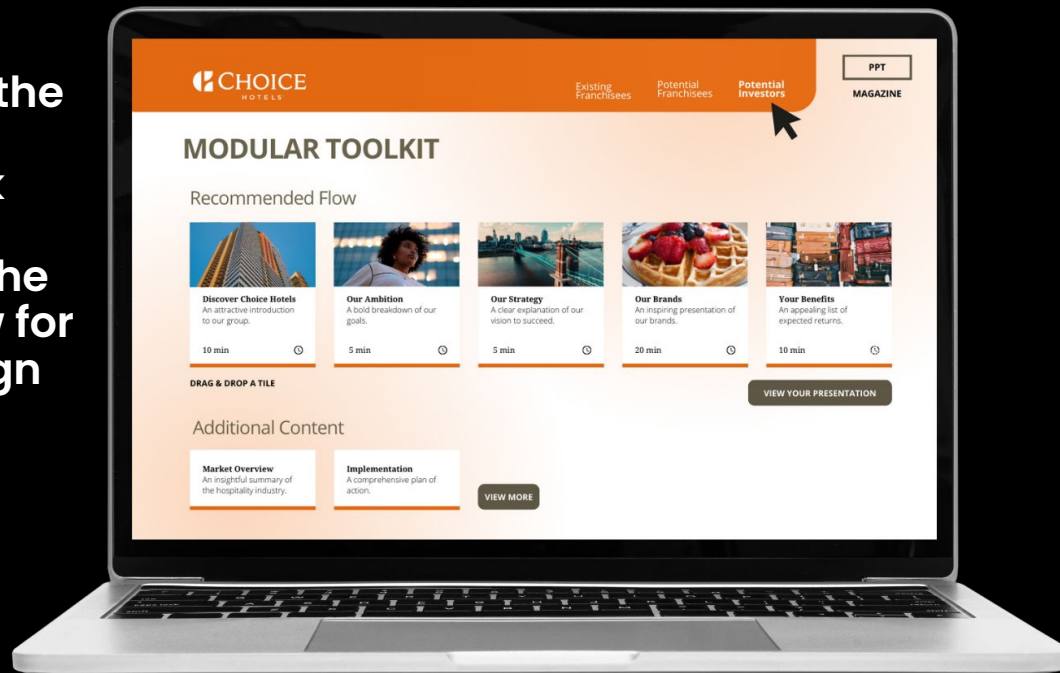 the
he
v for
gn
CHOICE
HOTELS
Existing
Franchisees
Potential
Franchisees
Potential
Investors
PPT
MAGAZINE
MODULAR TOOLKIT
Recommended Flow
Discover Choice Hotels
An attractive introduction
to our group.
10 min
Our Ambition
A bold breakdown of our
goals.
5 min
Our Strategy
A clear explanation of our
vision to succeed.
5 min
Our Brands
An inspiring presentation of
our brands.
20 min
Your Benefits
An appealing list of
expected returns.
10 min
DRAG & DROP A TILE
VIEW YOUR PRESENTATION
Additional Content
Market Overview
An insightful summary of
the hospitality industry.
Implementation
A comprehensive plan of
action.
VIEW MORE